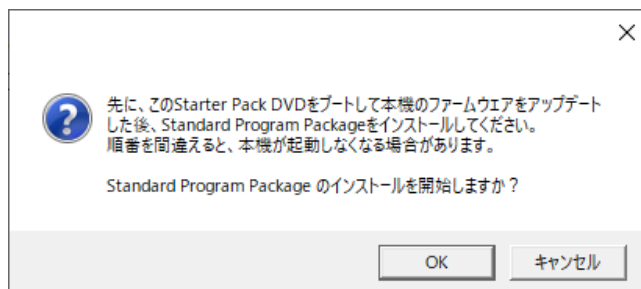 先に、このStarter Pack DVDをブートして本機のファームウェアをアップデート
した後、Standard Program Packageをインストールしてください。
順番を間違えると、本機が起動しなくなる場合があります。
Standard Program Package のインストールを開始しますか？
OK
キャンセル